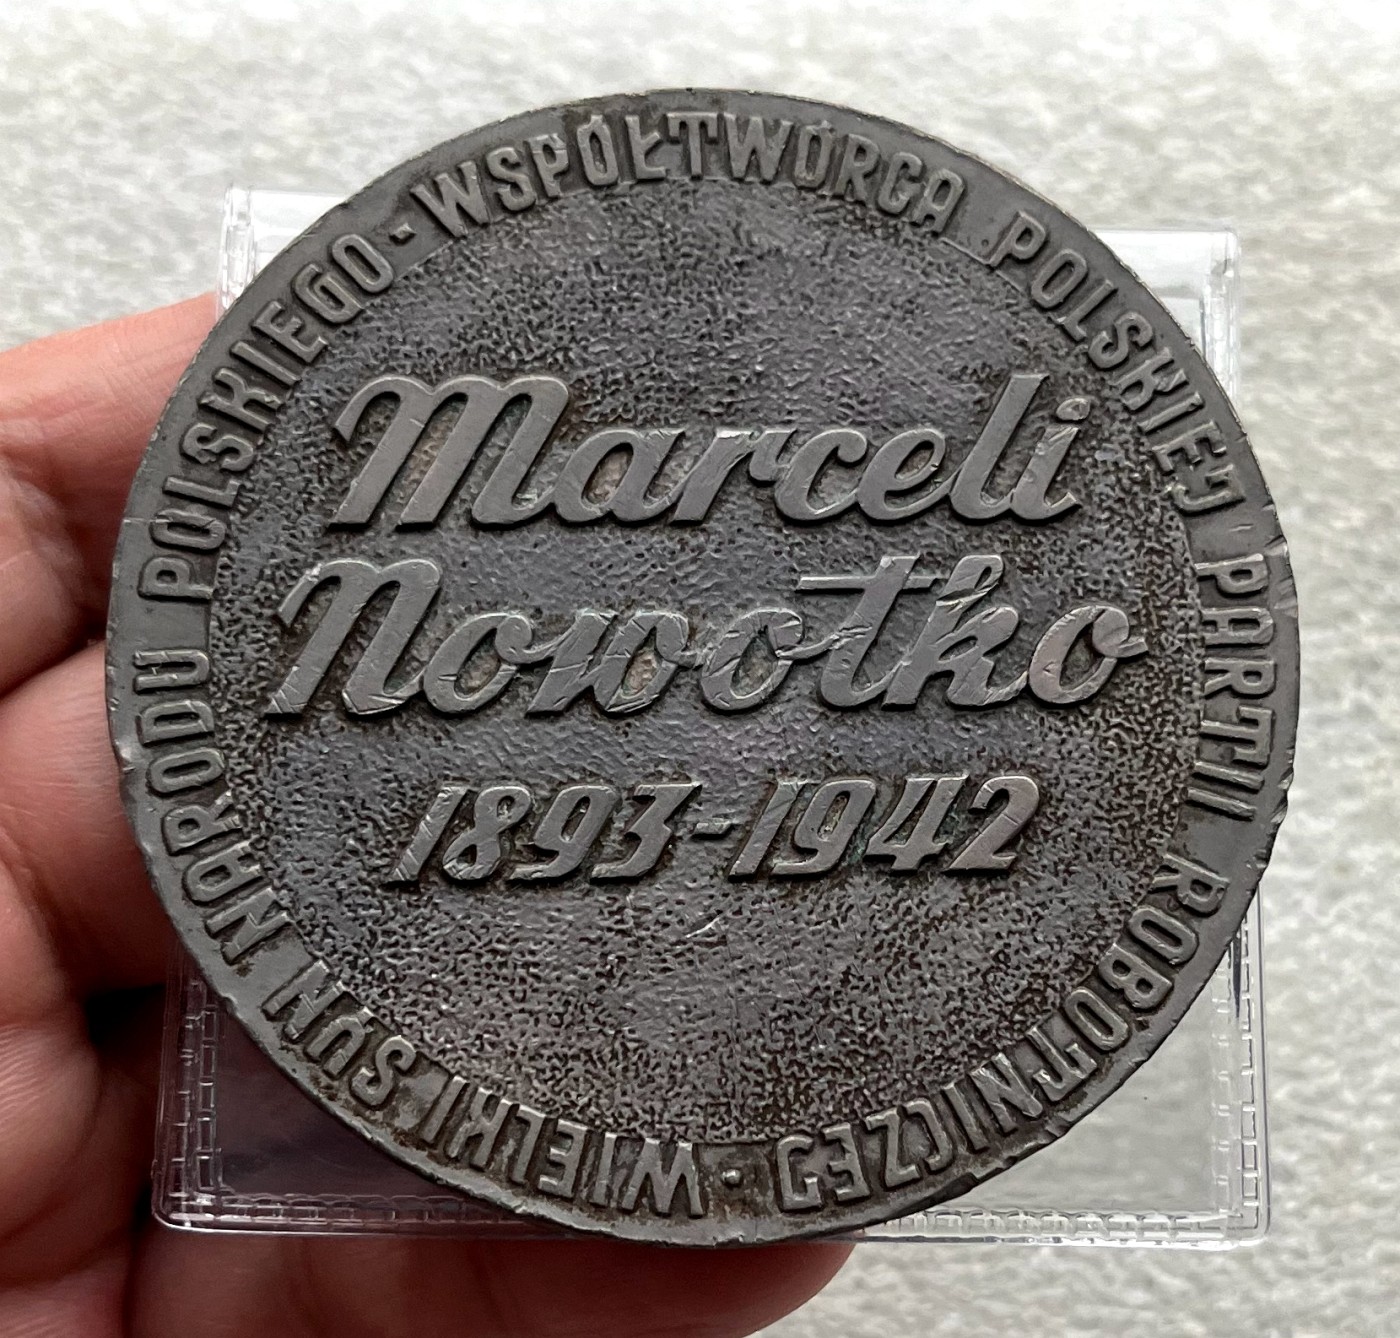 WIELKI SYN NARODU POLSKIEGO - WSPÓŁTWÓRCA POLSKIEJ PARTII ROBOTNICZEJ ·
Marceli
Nowotko
1893-1942